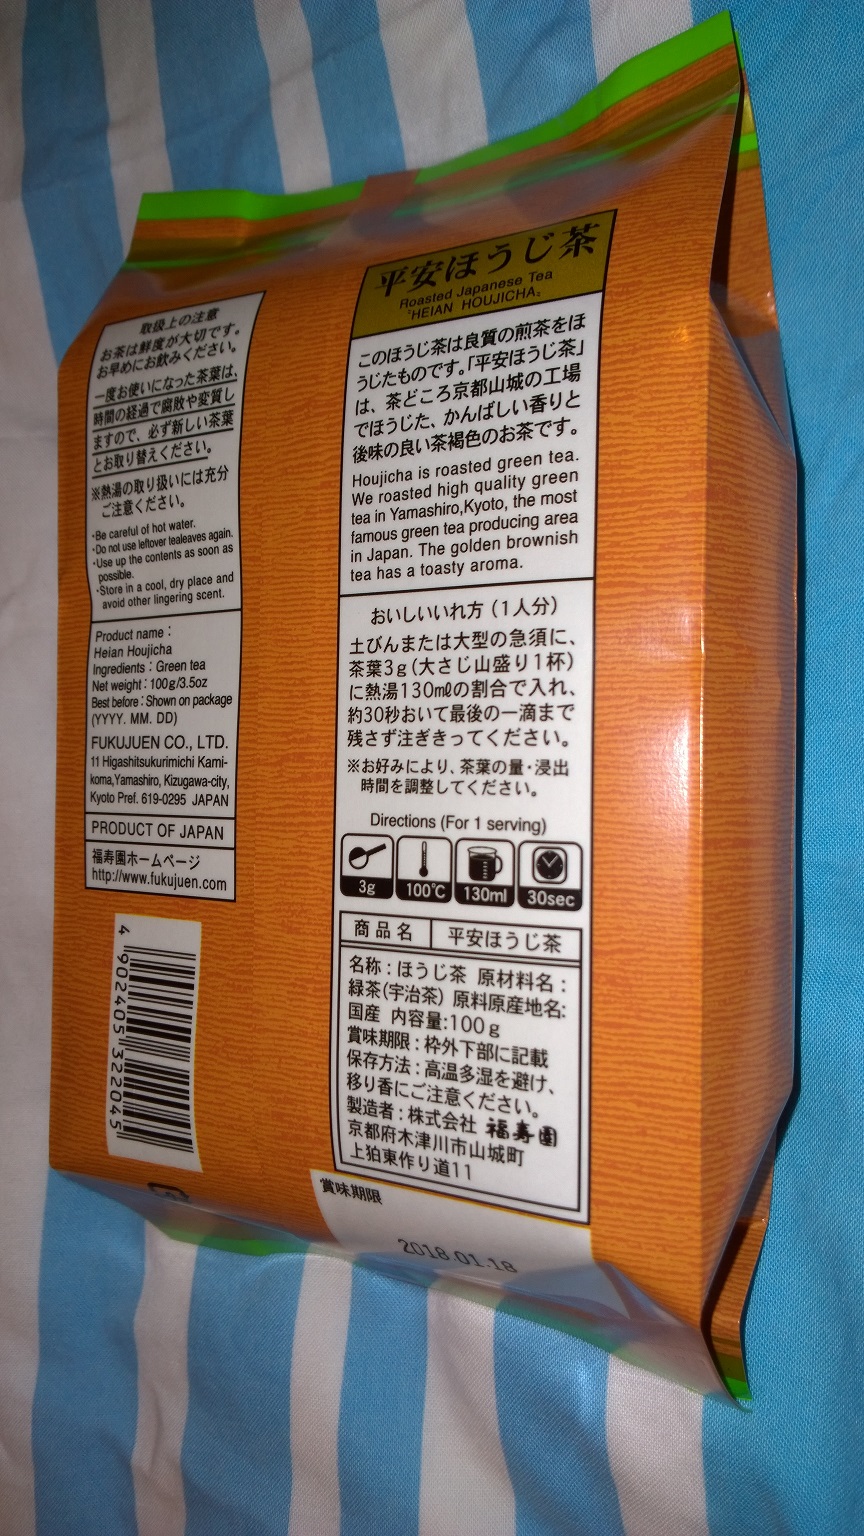 取扱上の注意
お茶は鮮度が大切です。
お早めにお飲みください。
一度お使いになった茶葉は、
時間の経過で腐敗や変質し
ますので、必ず新しい茶葉
とお取り替えください。
※熱湯の取り扱いには充分
ご注意ください。
・Be careful of hot water.
・Do not use leftover tealeaves again.
・Use up the contents as soon as
possible.
・Store in a cool, dry place and
avoid other lingering scent.
Product name :
Heian Houjicha
Ingredients : Green tea
Net weight : 100g/3.5oz
Best before : Shown on package
(YYYY. MM. DD)
FUKUJUEN CO., LTD.
11 Higashitsukurimichi Kami-
koma,Yamashiro, Kizugawa-city,
Kyoto Pref. 619-0295 JAPAN
PRODUCT OF JAPAN
福寿園ホームページ
http://www.fukujuen.com
4 902405 322045
平安ほうじ茶
Roasted Japanese Tea
"HEIAN HOUJICHA"
このほうじ茶は良質の煎茶をほ
うじたものです。「平安ほうじ茶」
は、茶どころ京都山城の工場
でほうじた、かんばしい香りと
後味の良い茶褐色のお茶です。
Houjicha is roasted green tea.
We roasted high quality green
tea in Yamashiro,Kyoto, the most
famous green tea producing area
in Japan. The golden brownish
tea has a toasty aroma.
おいしいいれ方（1人分）
土びんまたは大型の急須に、
茶葉3g(大さじ山盛り1杯)
に熱湯130mlの割合で入れ、
約30秒おいて最後の一滴まで
残さず注ぎきってください。
※お好みにより、茶葉の量・浸出
時間を調整してください。
Directions (For 1 serving)
3g 100℃ 130ml 30sec
商品名 平安ほうじ茶
名称：ほうじ茶 原材料名：
緑茶(宇治茶) 原料原産地名:
国産 内容量:100g
賞味期限：枠外下部に記載
保存方法：高温多湿を避け、
移り香にご注意ください。
製造者：株式会社 福寿園
京都府木津川市山城町
上狛東作り道11
賞味期限
2018.01.18